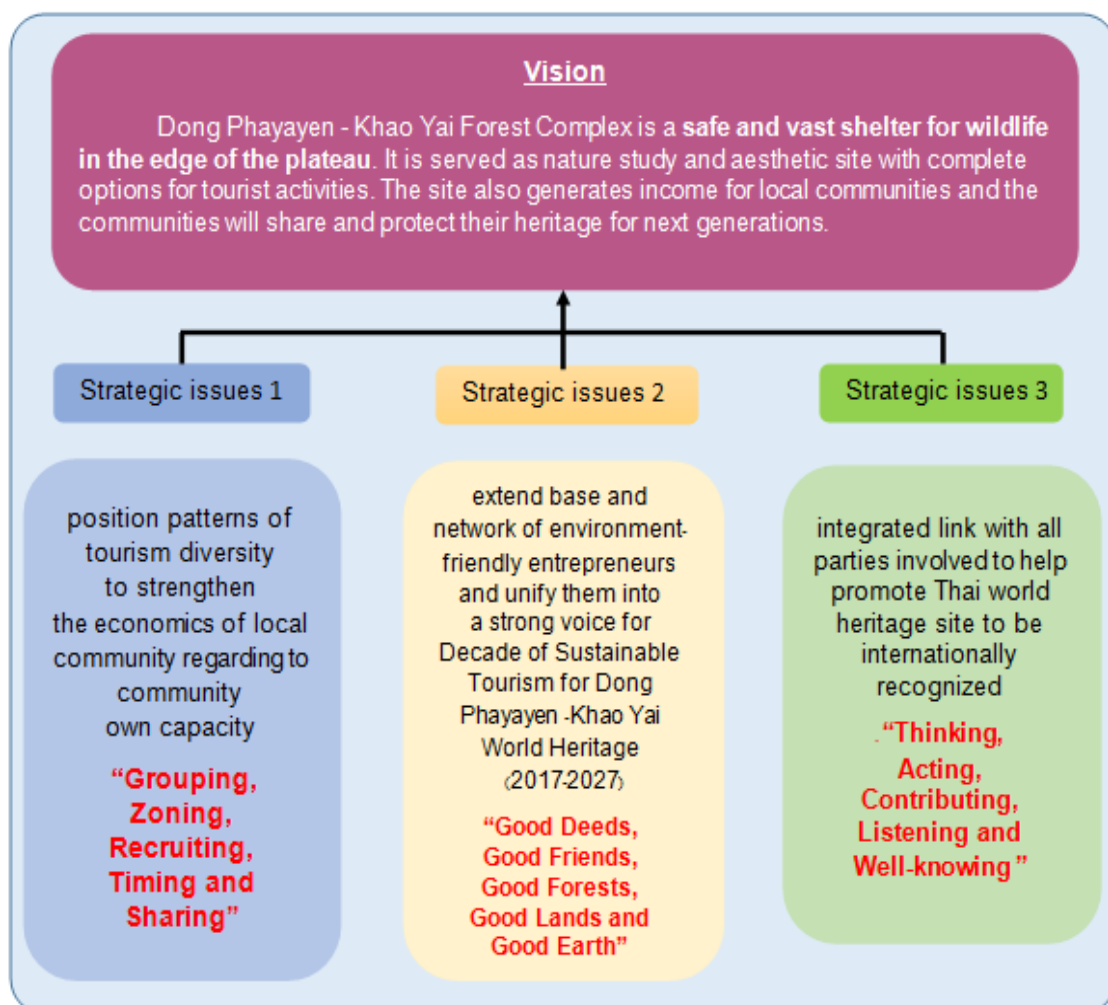 Vision
Dong Phayayen - Khao Yai Forest Complex is a safe and vast shelter for wildlife
in the edge of the plateau. It is served as nature study and aesthetic site with complete
options for tourist activities. The site also generates income for local communities and the
communities will share and protect their heritage for next generations.
Strategic issues 1
position patterns of
tourism diversity
to strengthen
the economics of local
community regarding to
community
own capacity
“Grouping,
Zoning,
Recruiting,
Timing and
Sharing”
Strategic issues 2
extend base and
network of environment-
friendly entrepreneurs
and unify them into
a strong voice for
Decade of Sustainable
Tourism for Dong
Phayayen -Khao Yai
World Heritage
(2017-2027)
“Good Deeds,
Good Friends,
Good Forests,
Good Lands and
Good Earth”
Strategic issues 3
integrated link with all
parties involved to help
promote Thai world
heritage site to be
internationally
recognized
.“Thinking,
Acting,
Contributing,
Listening and
Well-knowing ”